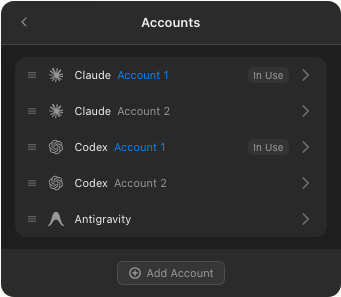 Accounts
Claude Account 1 In Use
Claude Account 2
Codex Account 1 In Use
Codex Account 2
Antigravity
Add Account